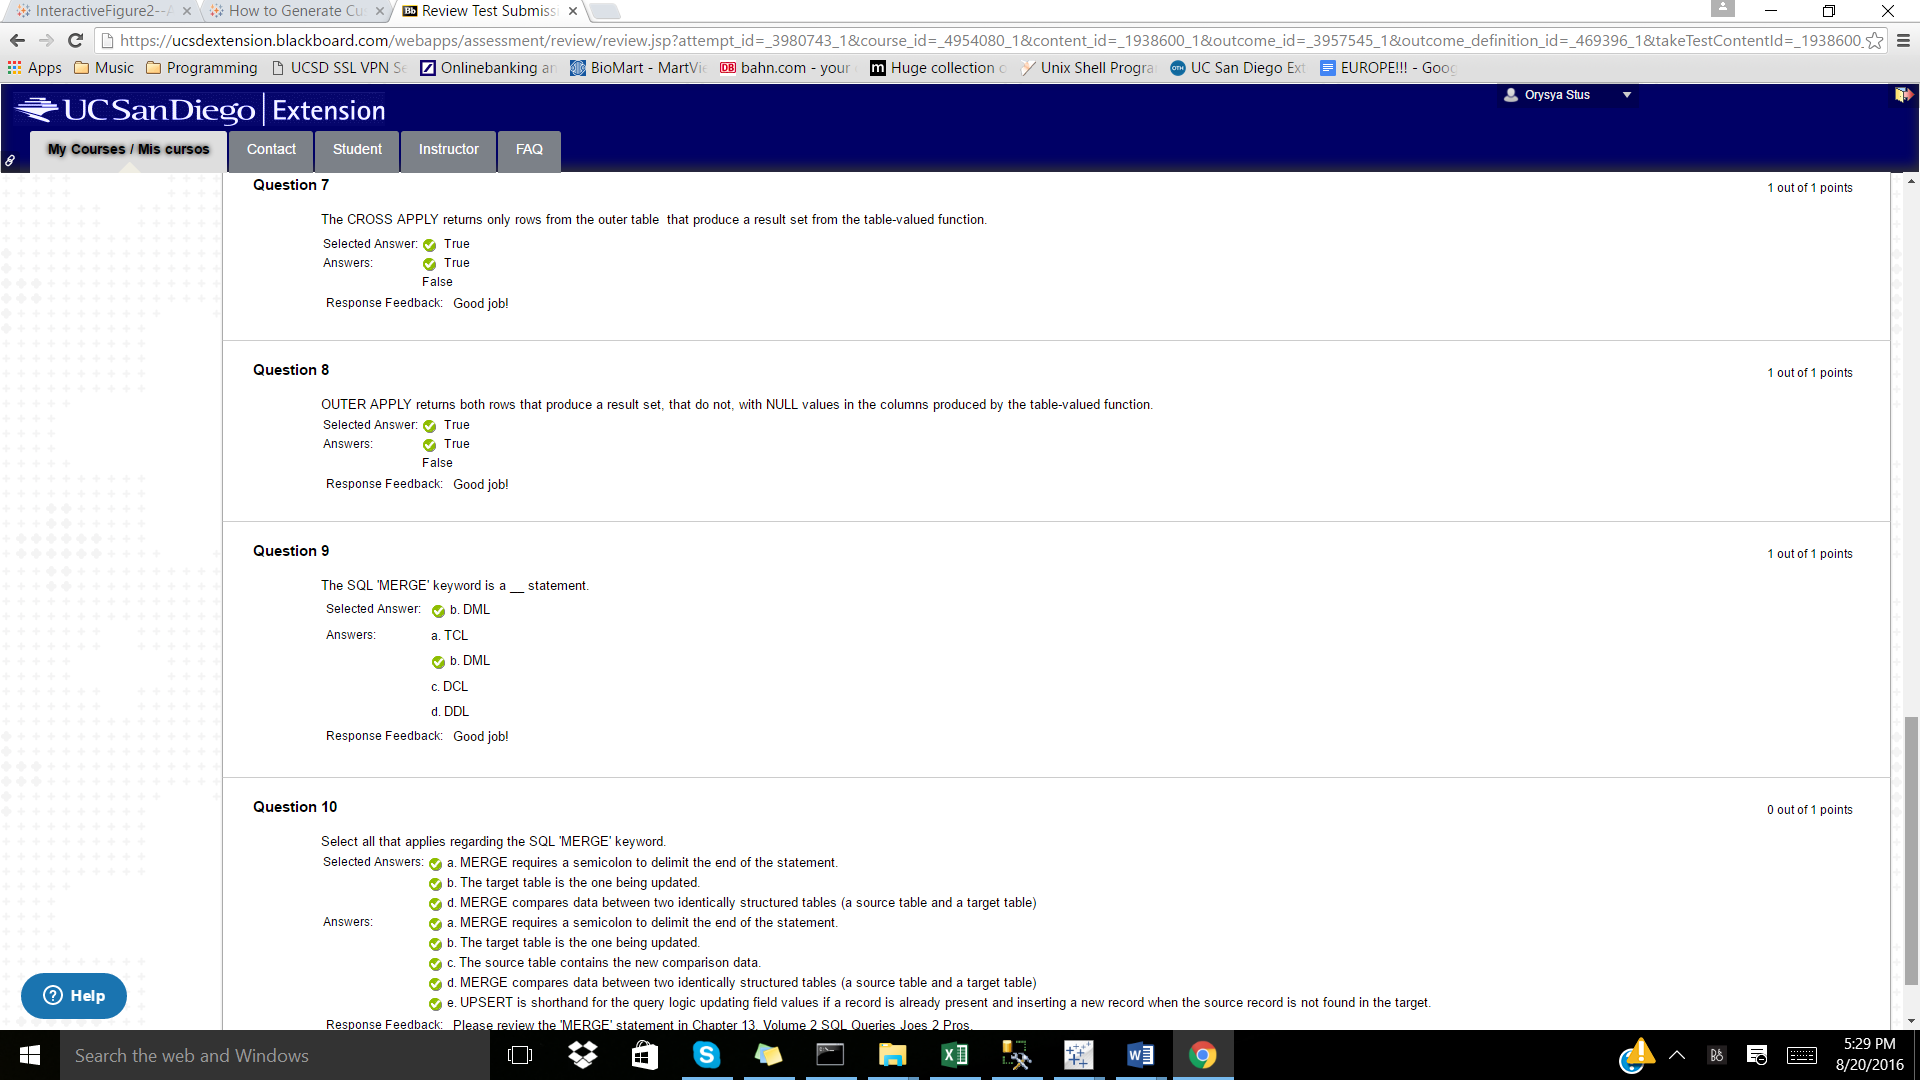 InteractiveFigure2--A
How to Generate Cu
Bb Review Test Submiss
https://ucsdextension.blackboard.com/webapps/assessment/review/review.jsp?attempt_id=_3980743_1&course_id=_4954080_1&content_id=_1938600_1&outcome_id=_3957545_1&outcome_definition_id=_469396_1&takeTestContentId=_1938600_
Apps Music Programming UCSD SSL VPN Se Onlinebanking an BioMart - MartVie DB bahn.com - your m Huge collection o Unix Shell Progra OTH UC San Diego Ext EUROPE!!! - Goog
UC San Diego | Extension
Orysya Stus
My Courses / Mis cursos Contact Student Instructor FAQ
Question 7
1 out of 1 points
The CROSS APPLY returns only rows from the outer table that produce a result set from the table-valued function.
Selected Answer: True
Answers: True
False
Response Feedback: Good job!
Question 8
1 out of 1 points
OUTER APPLY returns both rows that produce a result set, that do not, with NULL values in the columns produced by the table-valued function.
Selected Answer: True
Answers: True
False
Response Feedback: Good job!
Question 9
1 out of 1 points
The SQL 'MERGE' keyword is a __ statement.
Selected Answer: b. DML
Answers: a. TCL
b. DML
c. DCL
d. DDL
Response Feedback: Good job!
Question 10
0 out of 1 points
Select all that applies regarding the SQL 'MERGE' keyword.
Selected Answers: a. MERGE requires a semicolon to delimit the end of the statement.
b. The target table is the one being updated.
d. MERGE compares data between two identically structured tables (a source table and a target table)
Answers: a. MERGE requires a semicolon to delimit the end of the statement.
b. The target table is the one being updated.
c. The source table contains the new comparison data.
d. MERGE compares data between two identically structured tables (a source table and a target table)
e. UPSERT is shorthand for the query logic updating field values if a record is already present and inserting a new record when the source record is not found in the target.
Response Feedback: Please review the 'MERGE' statement in Chapter 13, Volume 2 SQL Queries Joes 2 Pros.
Help
Search the web and Windows
5:29 PM
8/20/2016